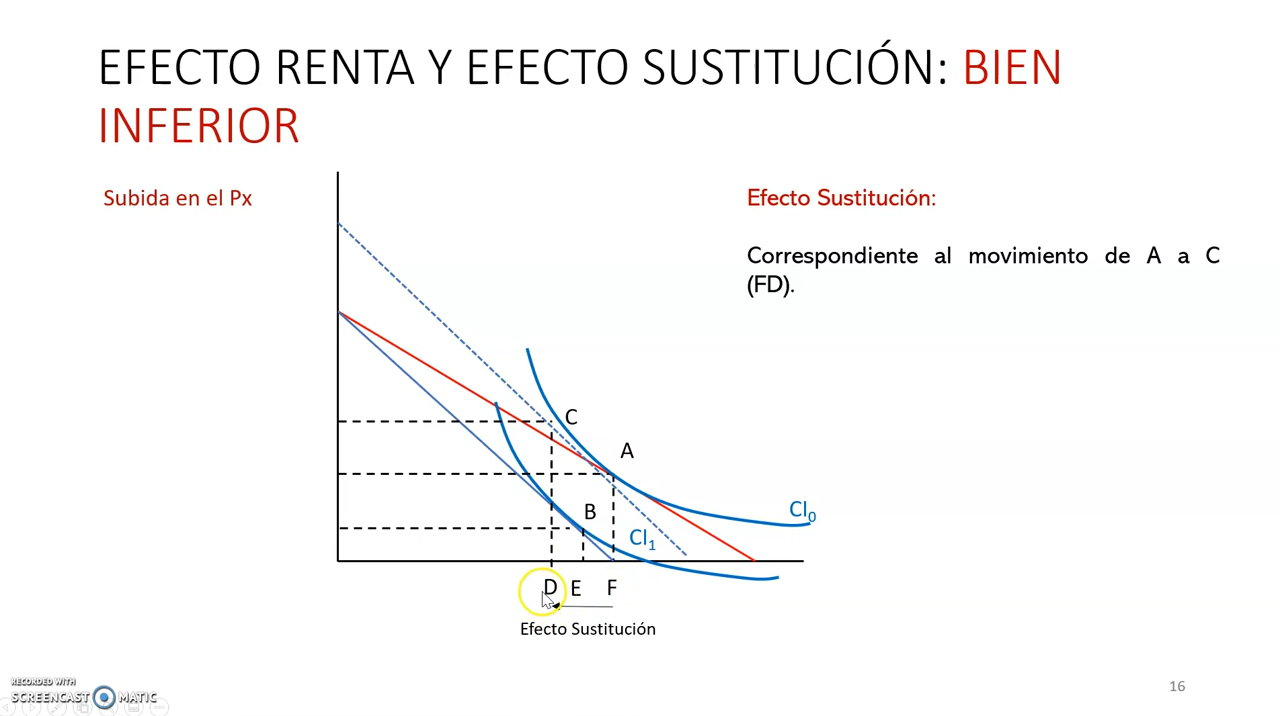 EFECTO RENTA Y EFECTO SUSTITUCIÓN: BIEN
INFERIOR
Subida en el Px
Efecto Sustitución:
Correspondiente al movimiento de A a C
(FD).
C
A
B
CI0
CI1
D E F
Efecto Sustitución
RECORDED WITH
SCREENCAST MATIC
16